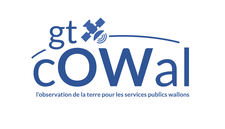 gt
cOWal
l'observation de la terre pour les services publics wallons